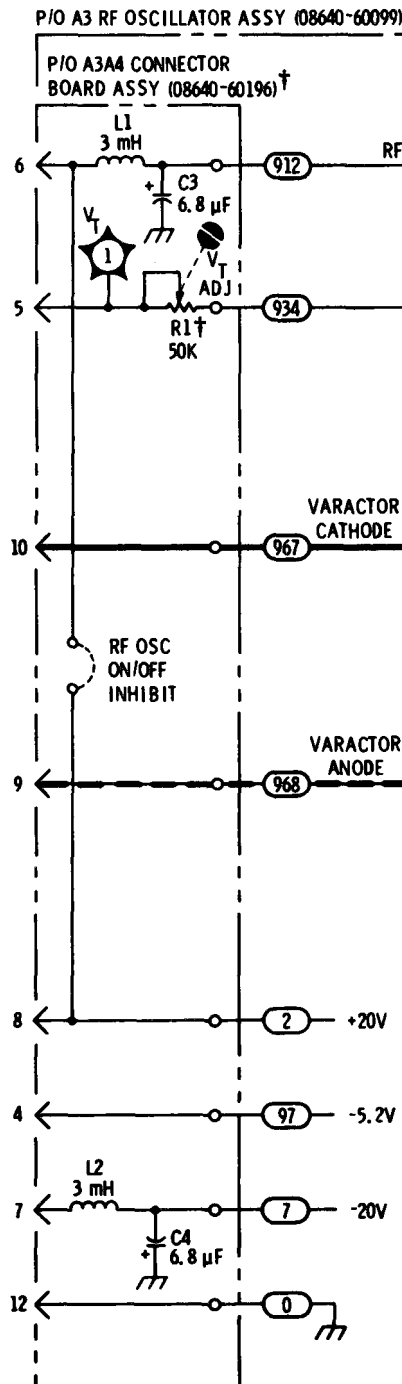 P/O A3 RF OSCILLATOR ASSY (08640-60099)
P/O A3A4 CONNECTOR
BOARD ASSY (08640-60196)†
L1
3 mH
6
912
RF
+
C3
6.8 µF
VT
1
VT
ADJ
5
934
R1†
50K
VARACTOR
CATHODE
10
967
RF OSC
ON/OFF
INHIBIT
VARACTOR
ANODE
9
968
8
2
+20V
4
97
-5.2V
L2
3 mH
7
7
-20V
C4
+
6.8 µF
12
0